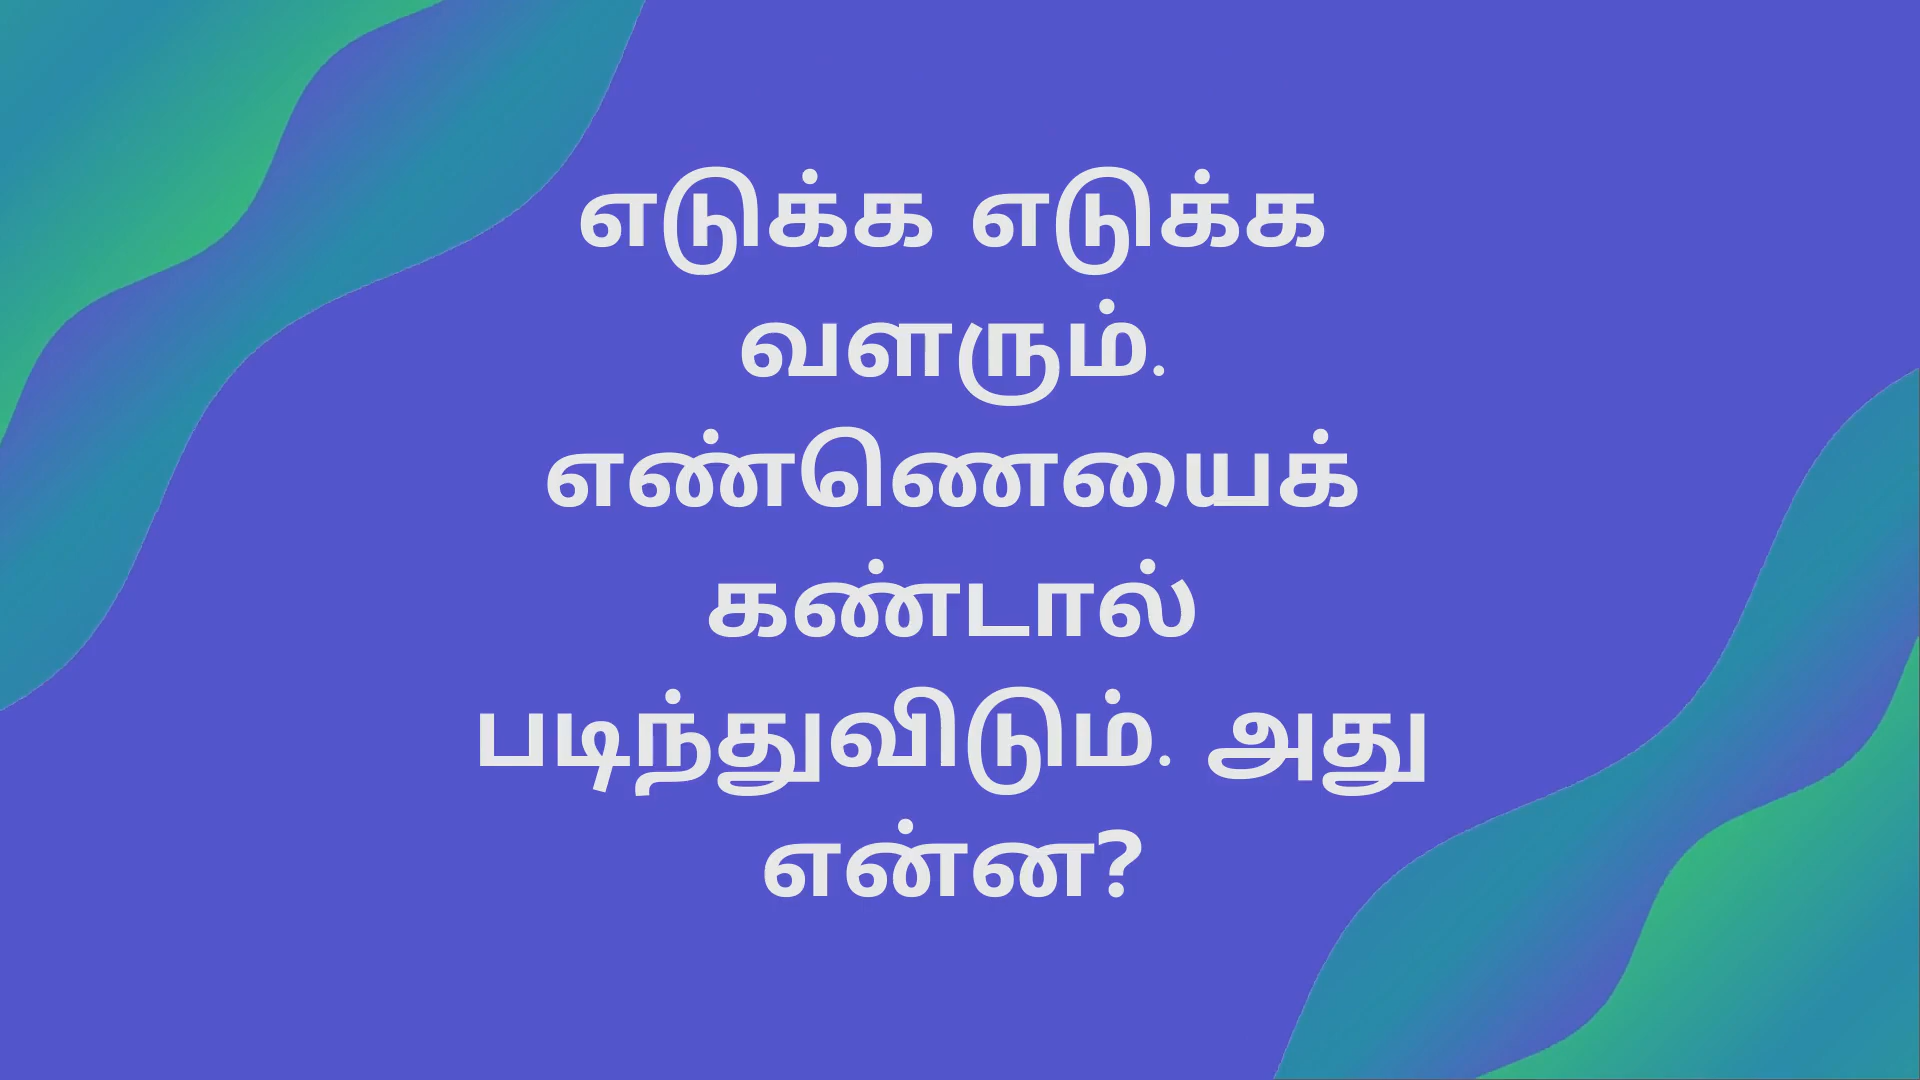 எடுக்க எடுக்க
வளரும்.
எண்ணெயைக்
கண்டால்
படிந்துவிடும். அது
என்ன?